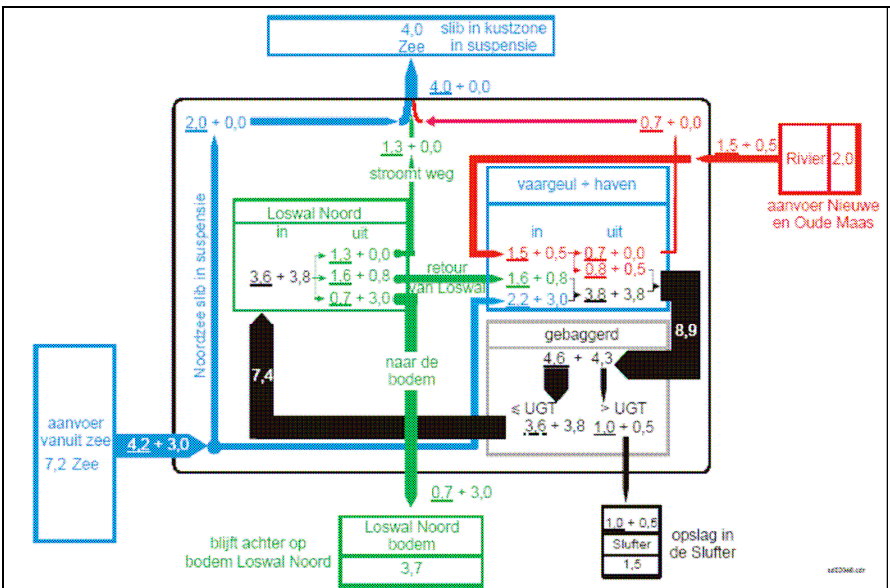 4,0 slib in kustzone
Zee in suspensie
4,0 + 0,0
2,0 + 0,0
0,7 + 0,0
1,3 + 0,0
stroomt weg
1,5 + 0,5
Rivier 2,0
aanvoer Nieuwe
en Oude Maas
vaargeul + haven
in uit
1,5 + 0,5 0,7 + 0,0
0,8 + 0,5
1,6 + 0,8
3,8 + 3,8
2,2 + 3,0
Loswal Noord
in uit
1,3 + 0,0
3,6 + 3,8 1,6 + 0,8
0,7 + 3,0
retour
van Loswal
Noordzee slib in suspensie
8,9
gebaggerd
4,6 + 4,3
≤ UGT > UGT
3,6 + 3,8 1,0 + 0,5
7,4
naar de
bodem
aanvoer
vanuit zee
7,2 Zee
4,2 + 3,0
0,7 + 3,0
blijft achter op
bodem Loswal Noord
Loswal Noord
bodem
3,7
1,0 + 0,5
Slufter
1,5
opslag in
de Slufter